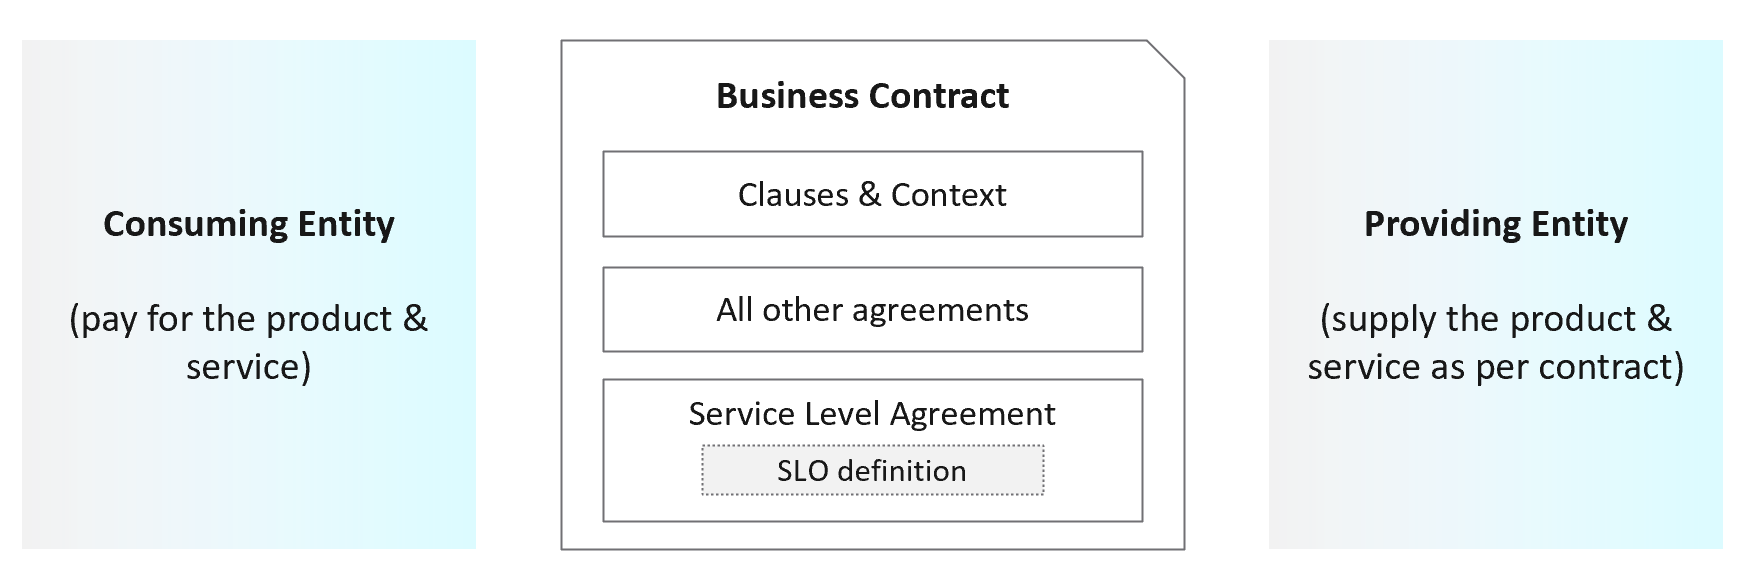 Consuming Entity
(pay for the product &
service)
Business Contract
Clauses & Context
All other agreements
Service Level Agreement
SLO definition
Providing Entity
(supply the product &
service as per contract)